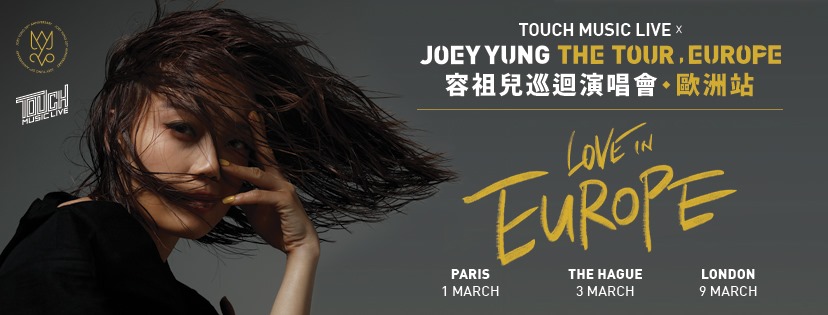 TOUCH MUSIC LIVE x
JOEY YUNG THE TOUR . EUROPE
容祖兒巡迴演唱會・歐洲站
TOUCH
MUSIC LIVE
LOVE IN
EUROPE
PARIS
1 MARCH
THE HAGUE
3 MARCH
LONDON
9 MARCH